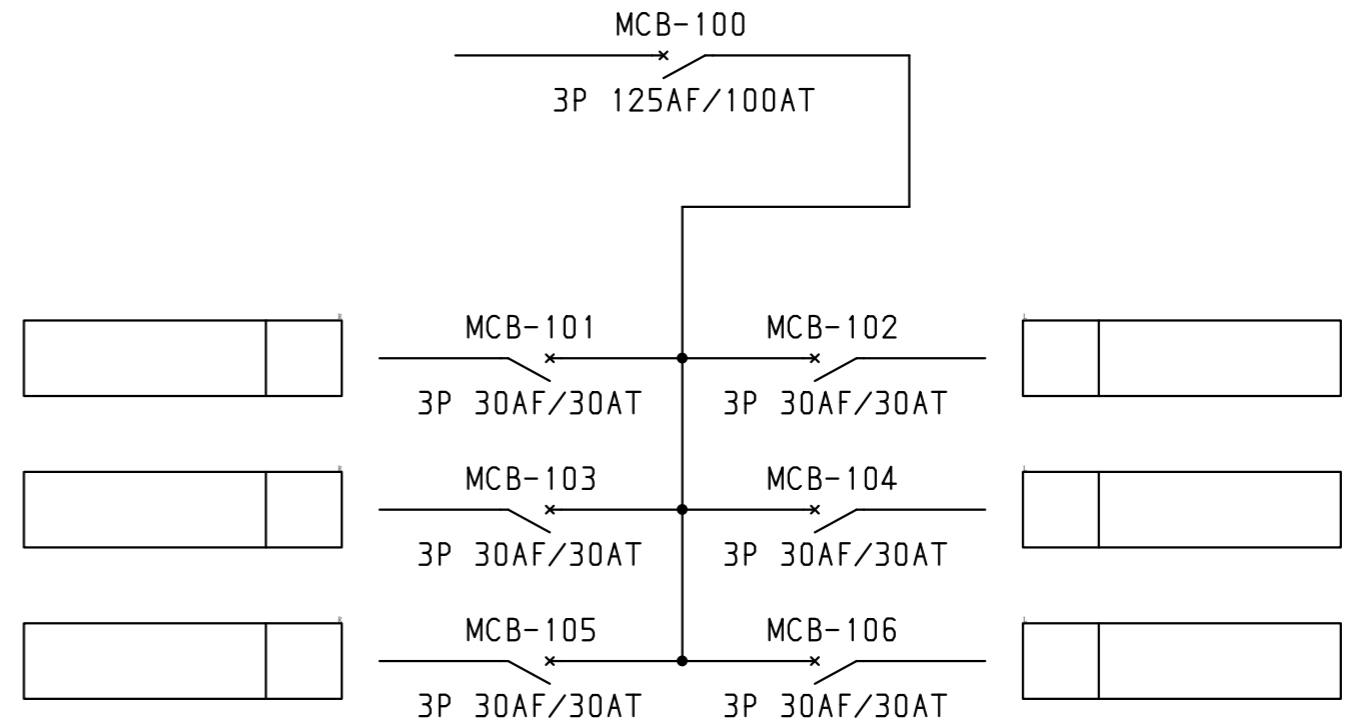 MCB-100
3P 125AF/100AT
MCB-101 MCB-102
3P 30AF/30AT 3P 30AF/30AT
MCB-103 MCB-104
3P 30AF/30AT 3P 30AF/30AT
MCB-105 MCB-106
3P 30AF/30AT 3P 30AF/30AT